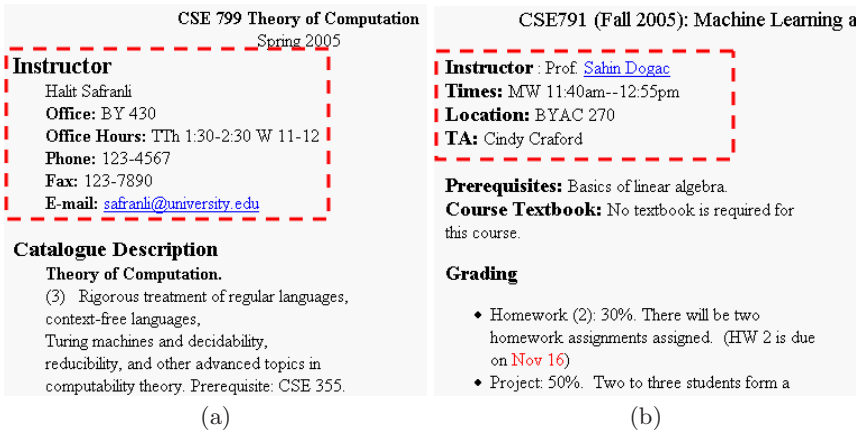 CSE 799 Theory of Computation
Spring 2005
Instructor
Halit Safranli
Office: BY 430
Office Hours: TTh 1:30-2:30 W 11-12
Phone: 123-4567
Fax: 123-7890
E-mail: safranli@university.edu
Catalogue Description
Theory of Computation.
(3) Rigorous treatment of regular languages,
context-free languages,
Turing machines and decidability,
reducibility, and other advanced topics in
computability theory. Prerequisite: CSE 355.
(a)
CSE791 (Fall 2005): Machine Learning a
Instructor : Prof. Sahin Dogac
Times: MW 11:40am--12:55pm
Location: BYAC 270
TA: Cindy Craford
Prerequisites: Basics of linear algebra.
Course Textbook: No textbook is required for
this course.
Grading
• Homework (2): 30%. There will be two
homework assignments assigned. (HW 2 is due
on Nov 16)
• Project: 50%. Two to three students form a
(b)